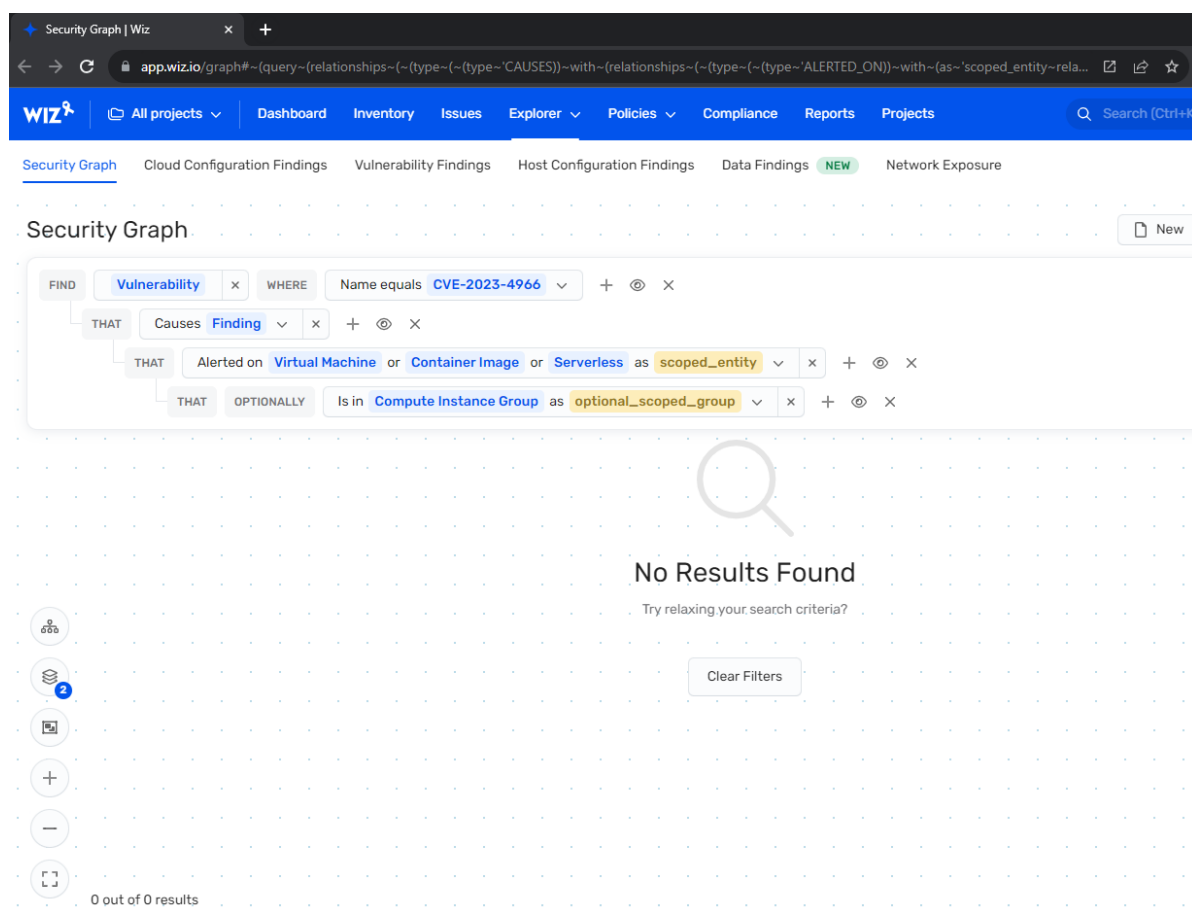 Security Graph | Wiz
app.wiz.io/graph#~(query~(relationships~(~(type~(~(type~'CAUSES))~with~(relationships~(~(type~(~(type~'ALERTED_ON))~with~(as~'scoped_entity~rela...
WIZ All projects Dashboard Inventory Issues Explorer Policies Compliance Reports Projects Search (Ctrl+K
Security Graph Cloud Configuration Findings Vulnerability Findings Host Configuration Findings Data Findings NEW Network Exposure
Security Graph New
FIND Vulnerability × WHERE Name equals CVE-2023-4966
THAT Causes Finding ×
THAT Alerted on Virtual Machine or Container Image or Serverless as scoped_entity ×
THAT OPTIONALLY Is in Compute Instance Group as optional_scoped_group ×
No Results Found
Try relaxing your search criteria?
Clear Filters
2
0 out of 0 results